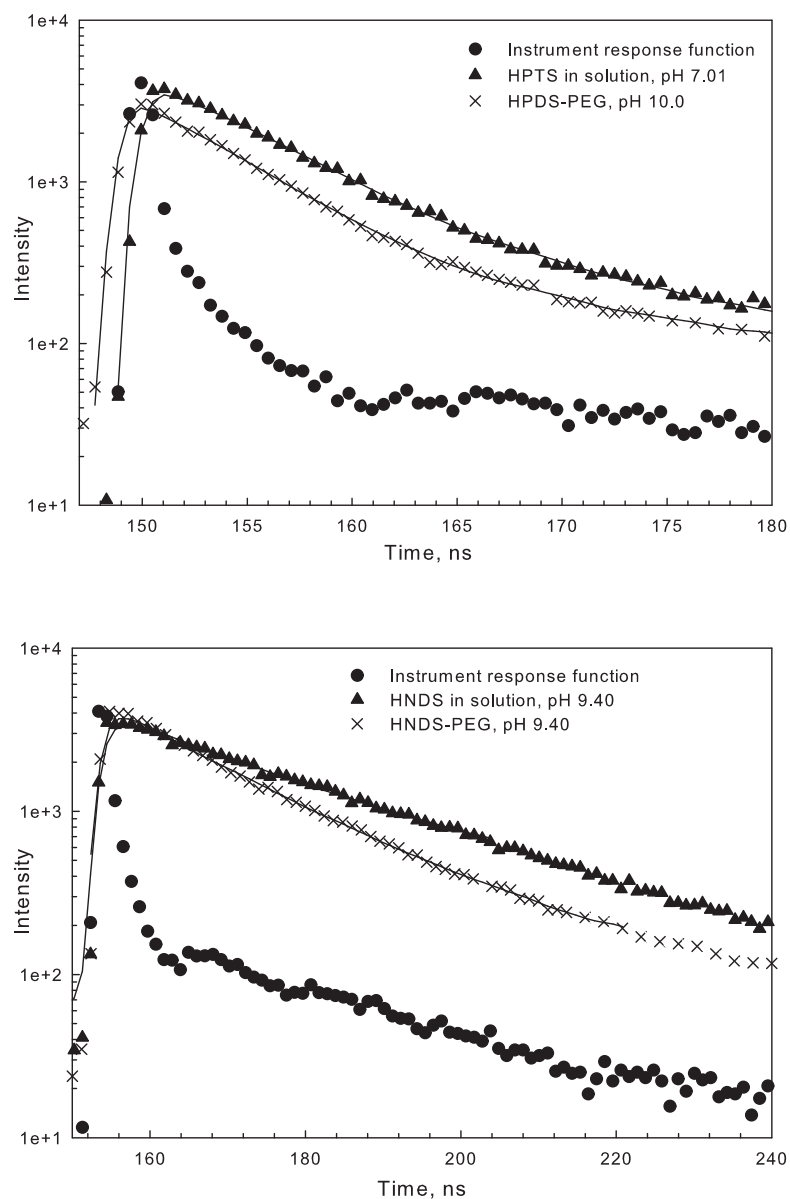 1e+4
Instrument response function
HPTS in solution, pH 7.01
HPDS-PEG, pH 10.0
1e+3
Intensity
1e+2
1e+1
150 155 160 165 170 175 180
Time, ns
1e+4
Instrument response function
HNDS in solution, pH 9.40
HNDS-PEG, pH 9.40
1e+3
Intensity
1e+2
1e+1
160 180 200 220 240
Time, ns